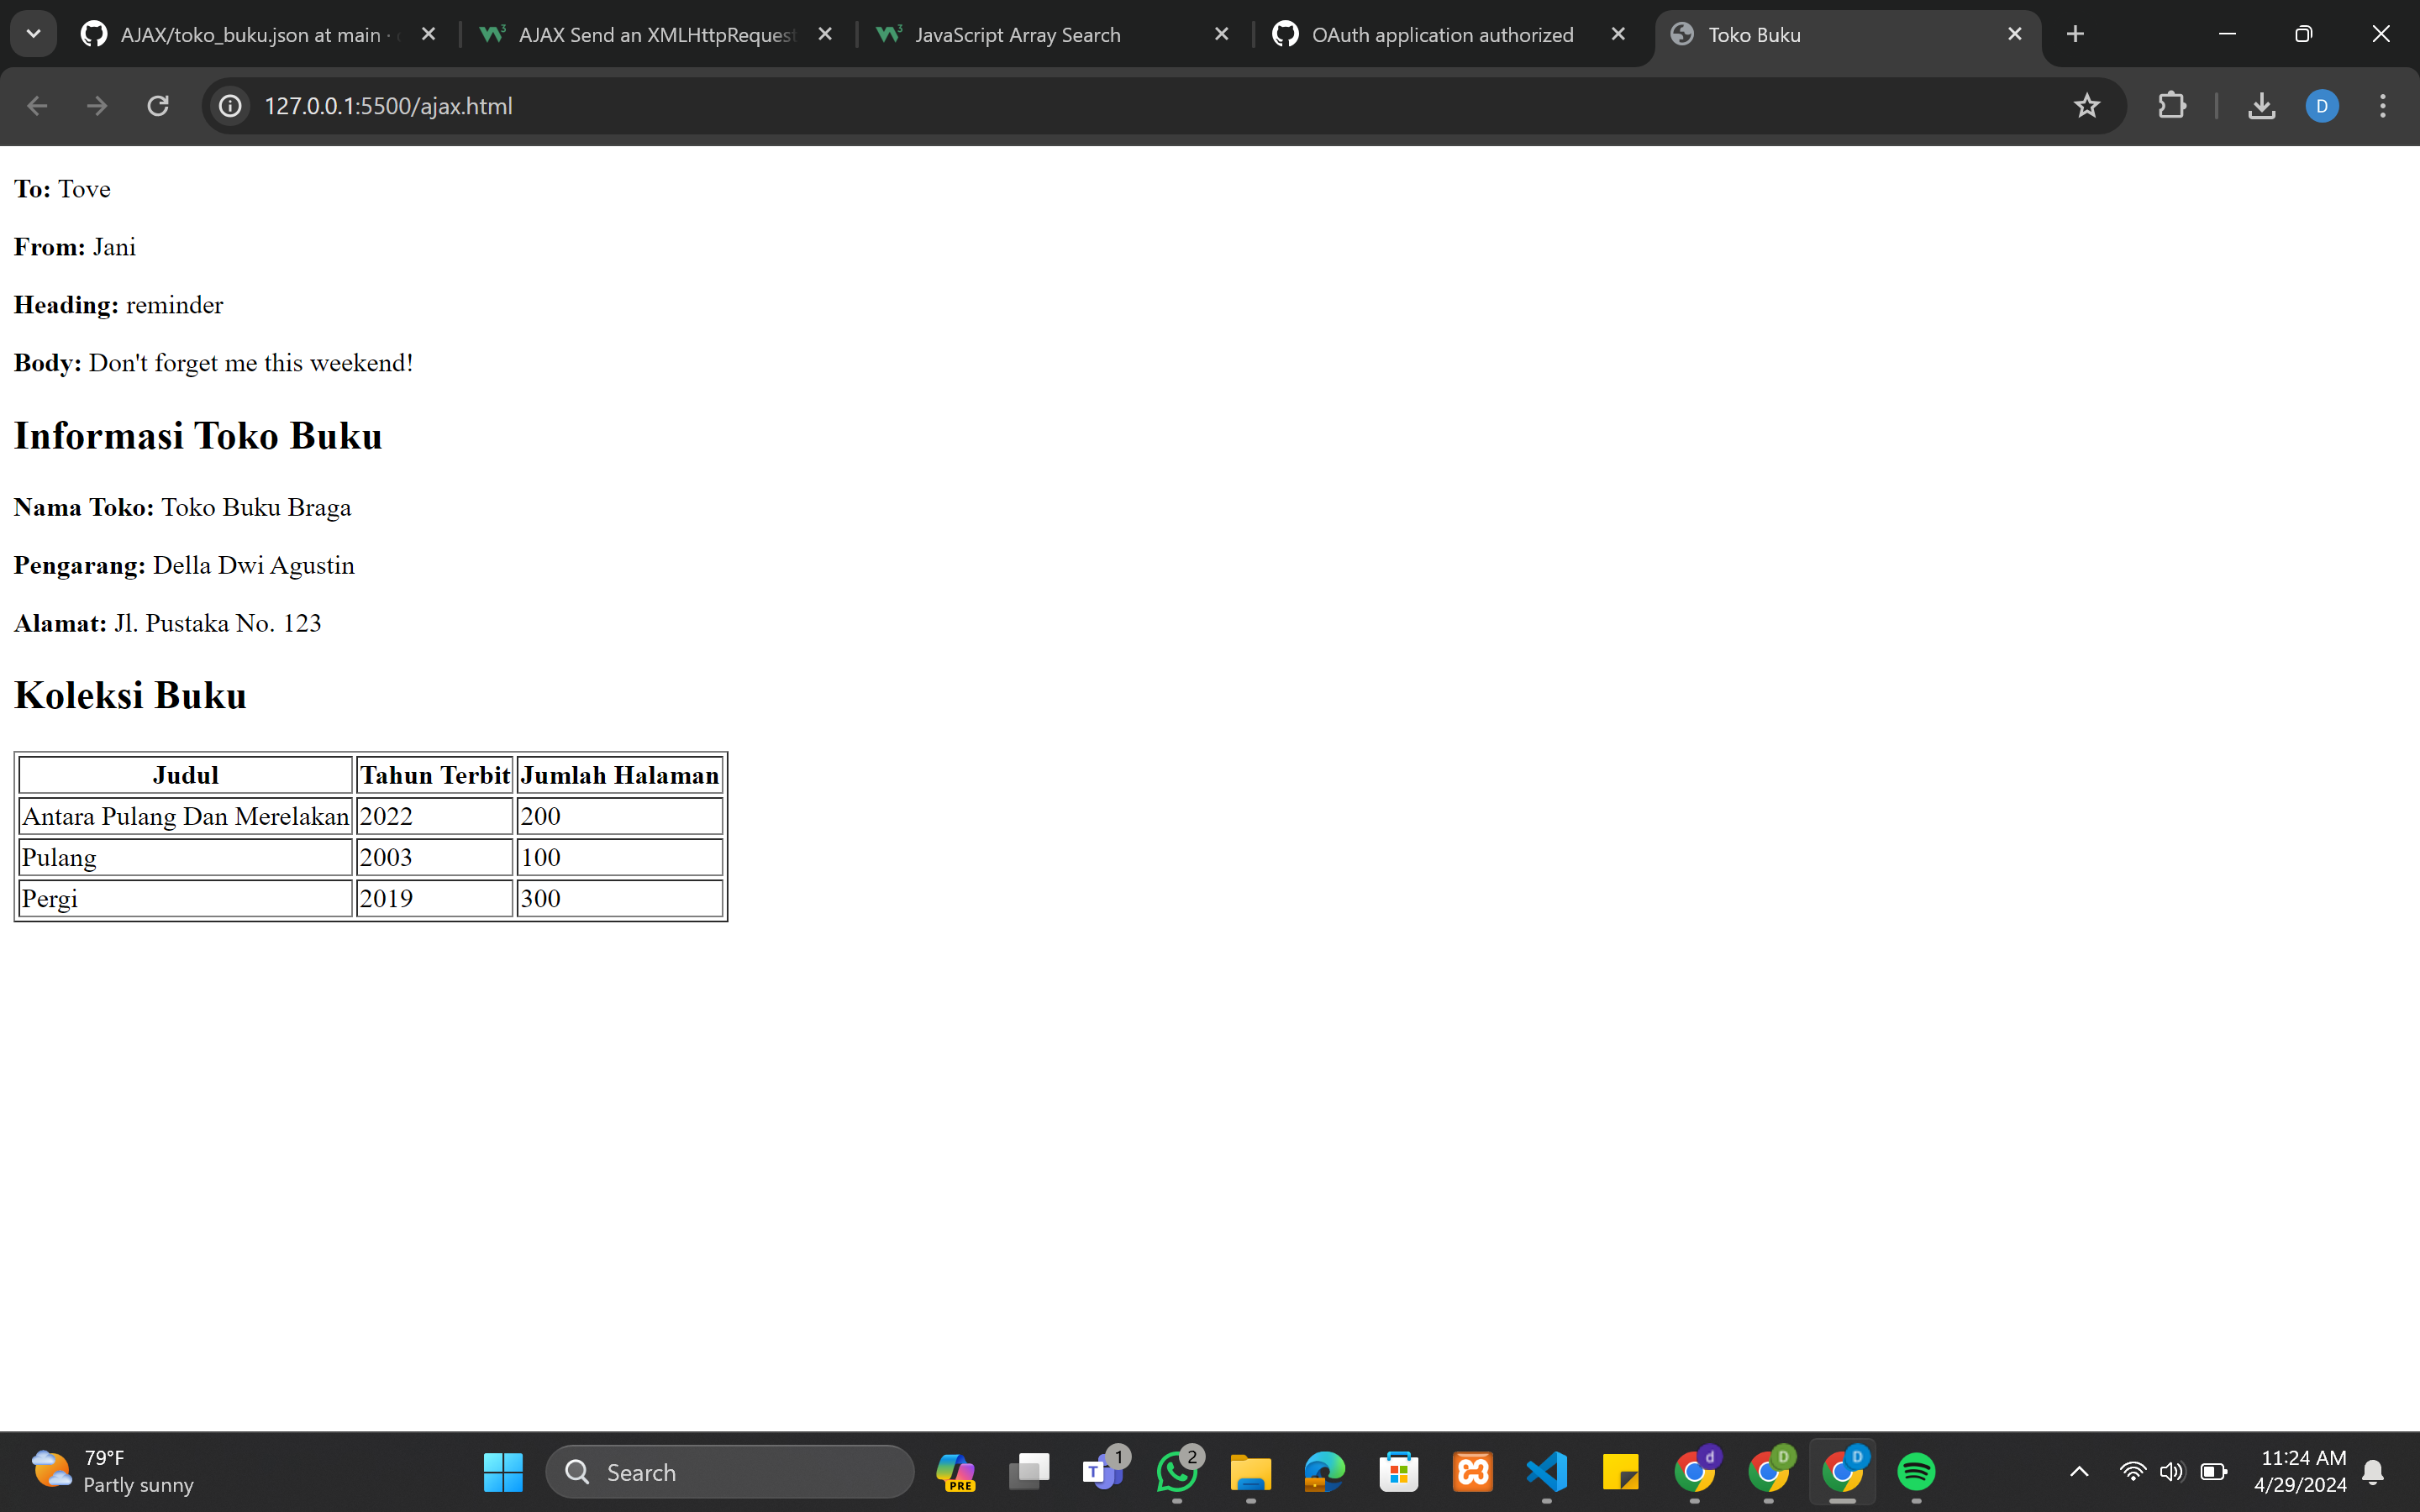 AJAX/toko_buku.json at main ·
AJAX Send an XMLHttpRequest
JavaScript Array Search
OAuth application authorized
Toko Buku
127.0.0.1:5500/ajax.html
D
To: Tove
From: Jani
Heading: reminder
Body: Don't forget me this weekend!
Informasi Toko Buku
Nama Toko: Toko Buku Braga
Pengarang: Della Dwi Agustin
Alamat: Jl. Pustaka No. 123
Koleksi Buku
Judul Tahun Terbit Jumlah Halaman
Antara Pulang Dan Merelakan 2022 200
Pulang 2003 100
Pergi 2019 300
79°F
Partly sunny
Search
PRE
T 1
2
d
D
D
11:24 AM
4/29/2024